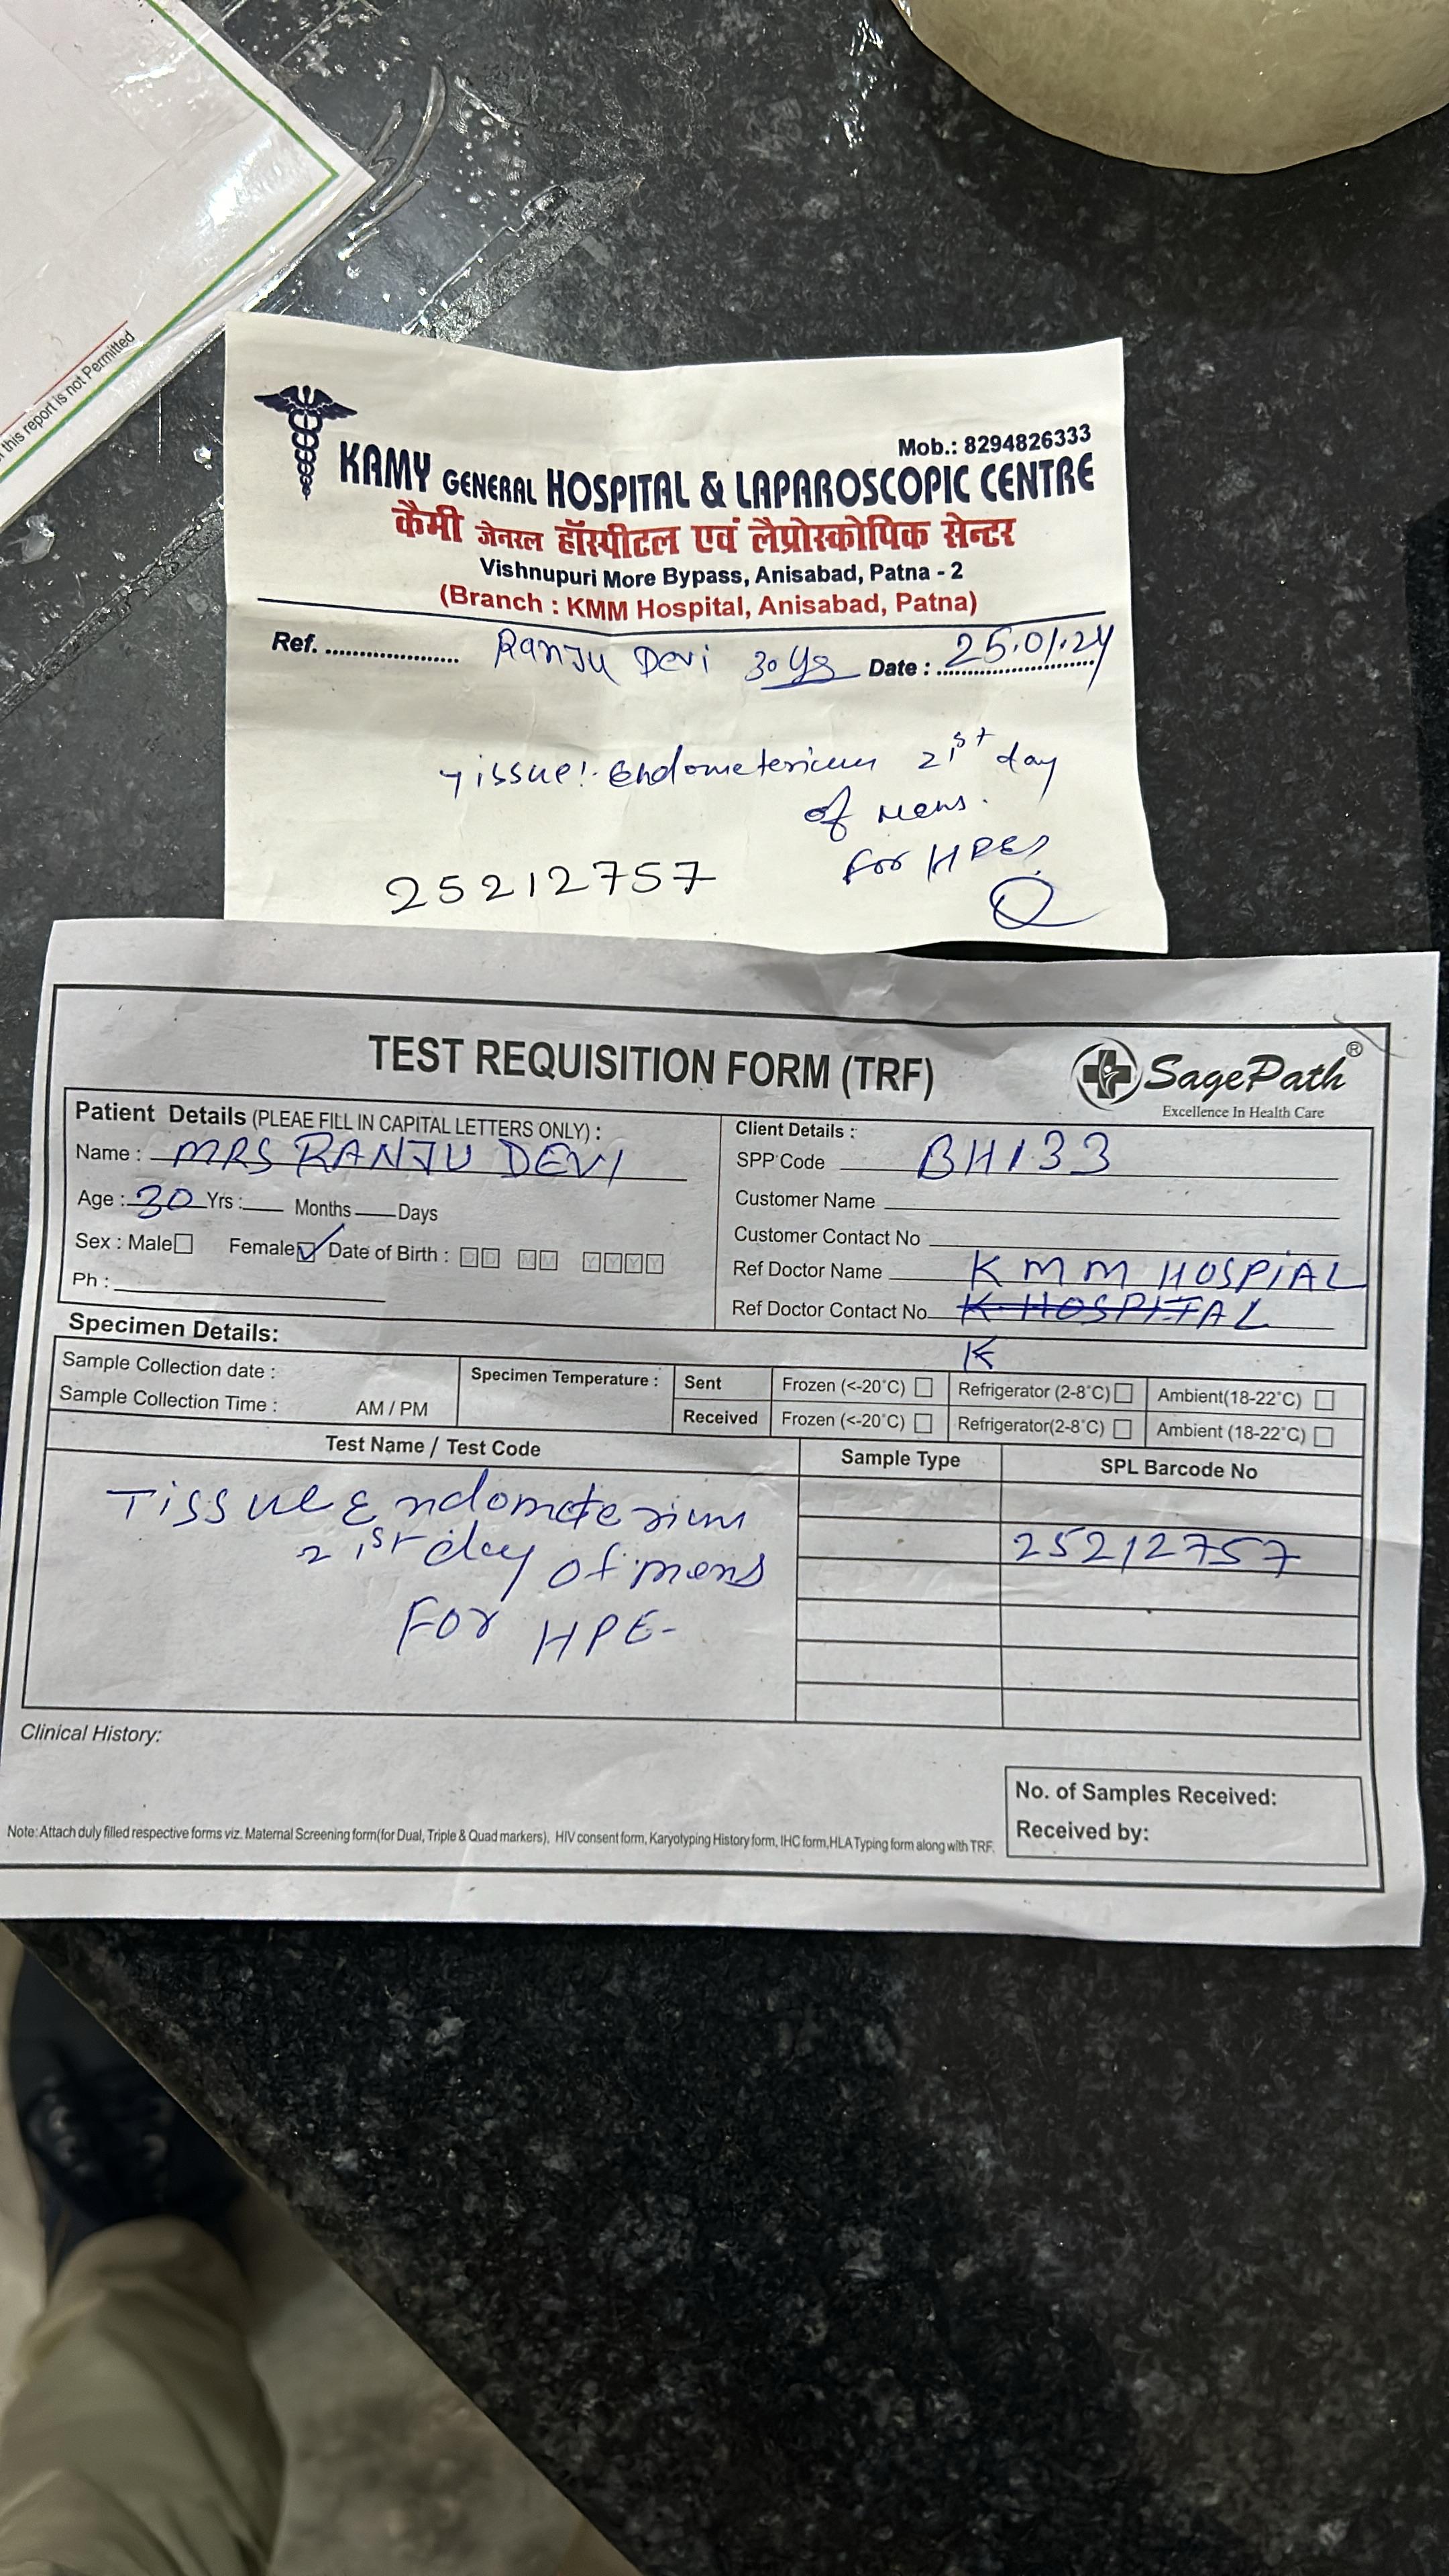 this report is not Permitted
Mob.: 8294826333
KAMY GENERAL HOSPITAL & LAPAROSCOPIC CENTRE
कैमी जेनरल हॉस्पीटल एवं लैप्रोस्कोपिक सेन्टर
Vishnupuri More Bypass, Anisabad, Patna - 2
(Branch : KMM Hospital, Anisabad, Patna)
Ref. .................... Ranju Devi 30 Ys Date : 25.01.24
Tissue:- Endometerium 21st day
of mens.
for HPE
25212757
TEST REQUISITION FORM (TRF)
SagePath®
Excellence In Health Care
Patient Details (PLEAE FILL IN CAPITAL LETTERS ONLY) :
Name : MRS RANJU DEVI
Age : 30 Yrs : Months Days
Sex : Male Female Date of Birth : DD MM YYYY
Ph :
Client Details :
SPP Code BH133
Customer Name
Customer Contact No
Ref Doctor Name KMM HOSPIAL
Ref Doctor Contact No. K HOSPITAL
K
Specimen Details:
Sample Collection date :
Sample Collection Time : AM / PM
Specimen Temperature :
Sent Frozen (<-20°C) Refrigerator (2-8°C) Ambient(18-22°C)
Received Frozen (<-20°C) Refrigerator(2-8°C) Ambient (18-22°C)
Test Name / Test Code Sample Type SPL Barcode No
Tissue Endometerium
21st day of mens
FOR HPE-
25212757
Clinical History:
No. of Samples Received:
Received by:
Note: Attach duly filled respective forms viz. Maternal Screening form(for Dual, Triple & Quad markers), HIV consent form, Karyotyping History form, IHC form,HLA Typing form along with TRF.